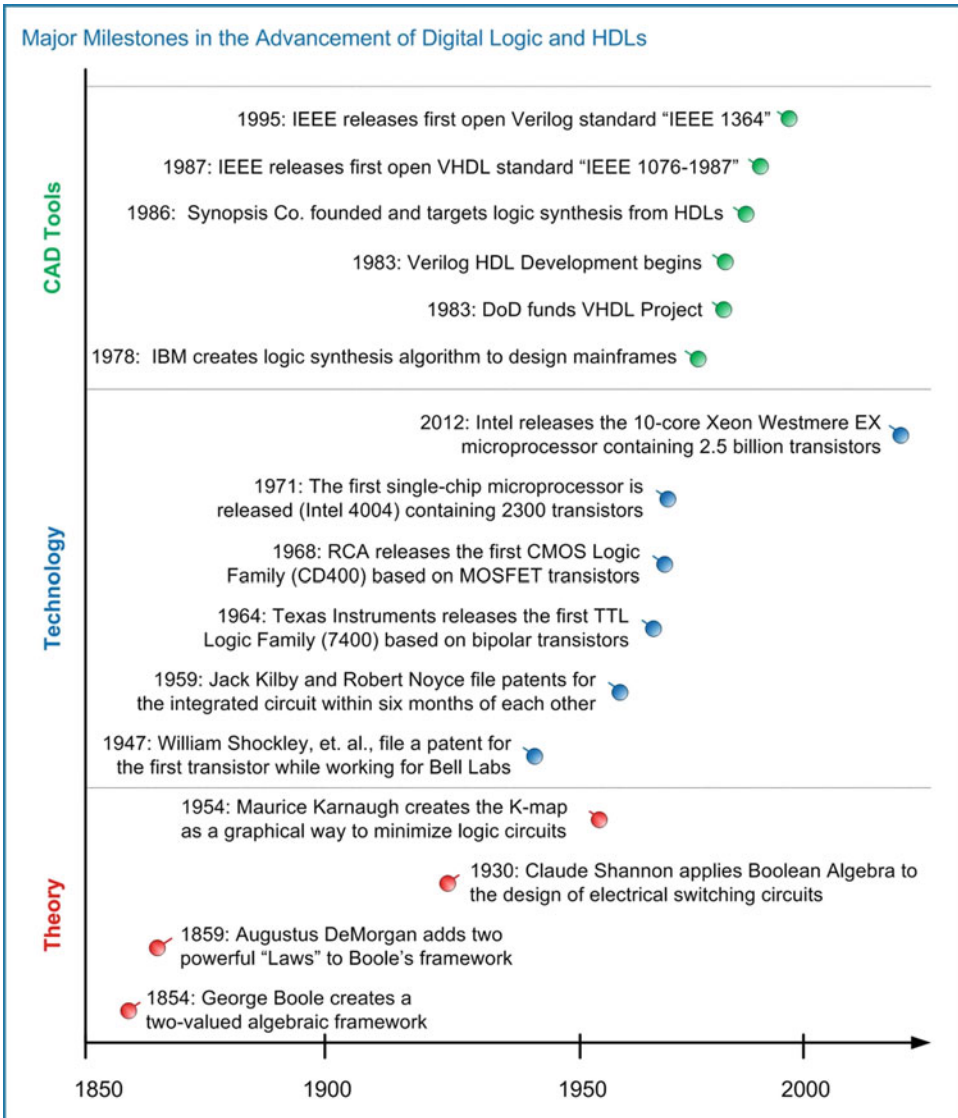 Major Milestones in the Advancement of Digital Logic and HDLs
CAD Tools
1995: IEEE releases first open Verilog standard “IEEE 1364”
1987: IEEE releases first open VHDL standard “IEEE 1076-1987”
1986: Synopsis Co. founded and targets logic synthesis from HDLs
1983: Verilog HDL Development begins
1983: DoD funds VHDL Project
1978: IBM creates logic synthesis algorithm to design mainframes
Technology
2012: Intel releases the 10-core Xeon Westmere EX
microprocessor containing 2.5 billion transistors
1971: The first single-chip microprocessor is
released (Intel 4004) containing 2300 transistors
1968: RCA releases the first CMOS Logic
Family (CD400) based on MOSFET transistors
1964: Texas Instruments releases the first TTL
Logic Family (7400) based on bipolar transistors
1959: Jack Kilby and Robert Noyce file patents for
the integrated circuit within six months of each other
1947: William Shockley, et. al., file a patent for
the first transistor while working for Bell Labs
Theory
1954: Maurice Karnaugh creates the K-map
as a graphical way to minimize logic circuits
1930: Claude Shannon applies Boolean Algebra to
the design of electrical switching circuits
1859: Augustus DeMorgan adds two
powerful “Laws” to Boole’s framework
1854: George Boole creates a
two-valued algebraic framework
1850
1900
1950
2000